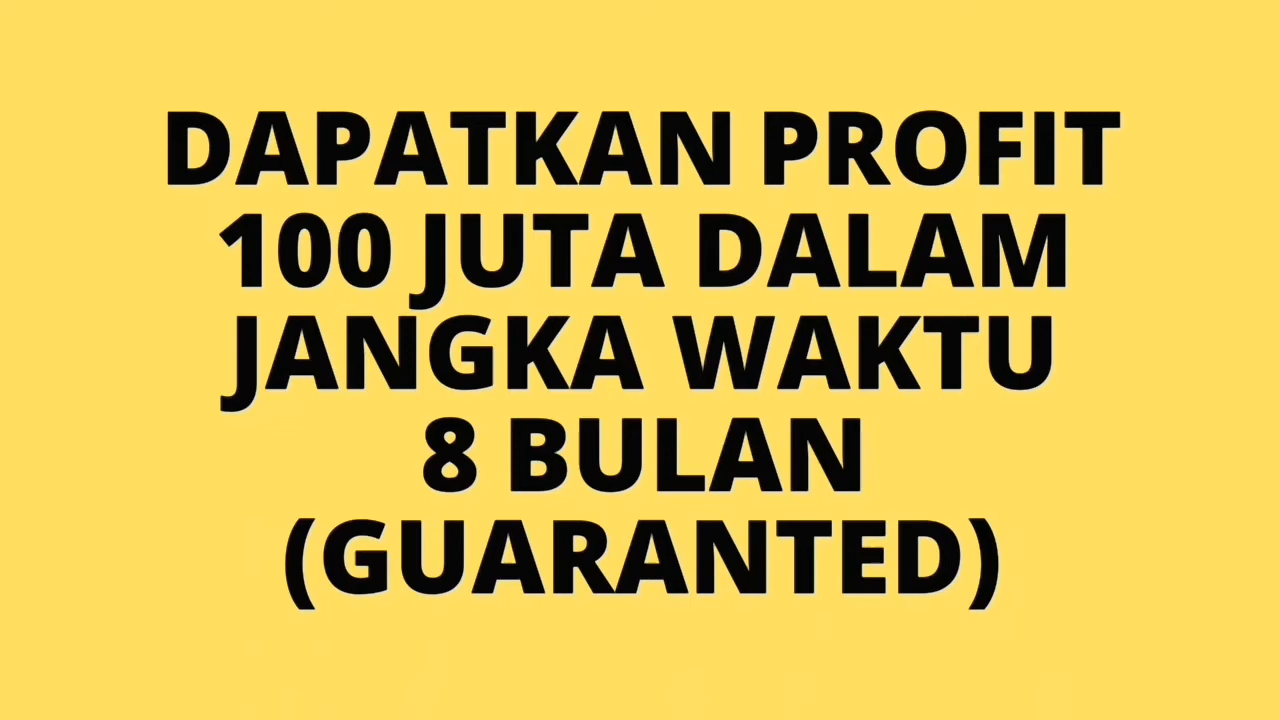 DAPATKAN PROFIT
100 JUTA DALAM
JANGKA WAKTU
8 BULAN
(GUARANTED)